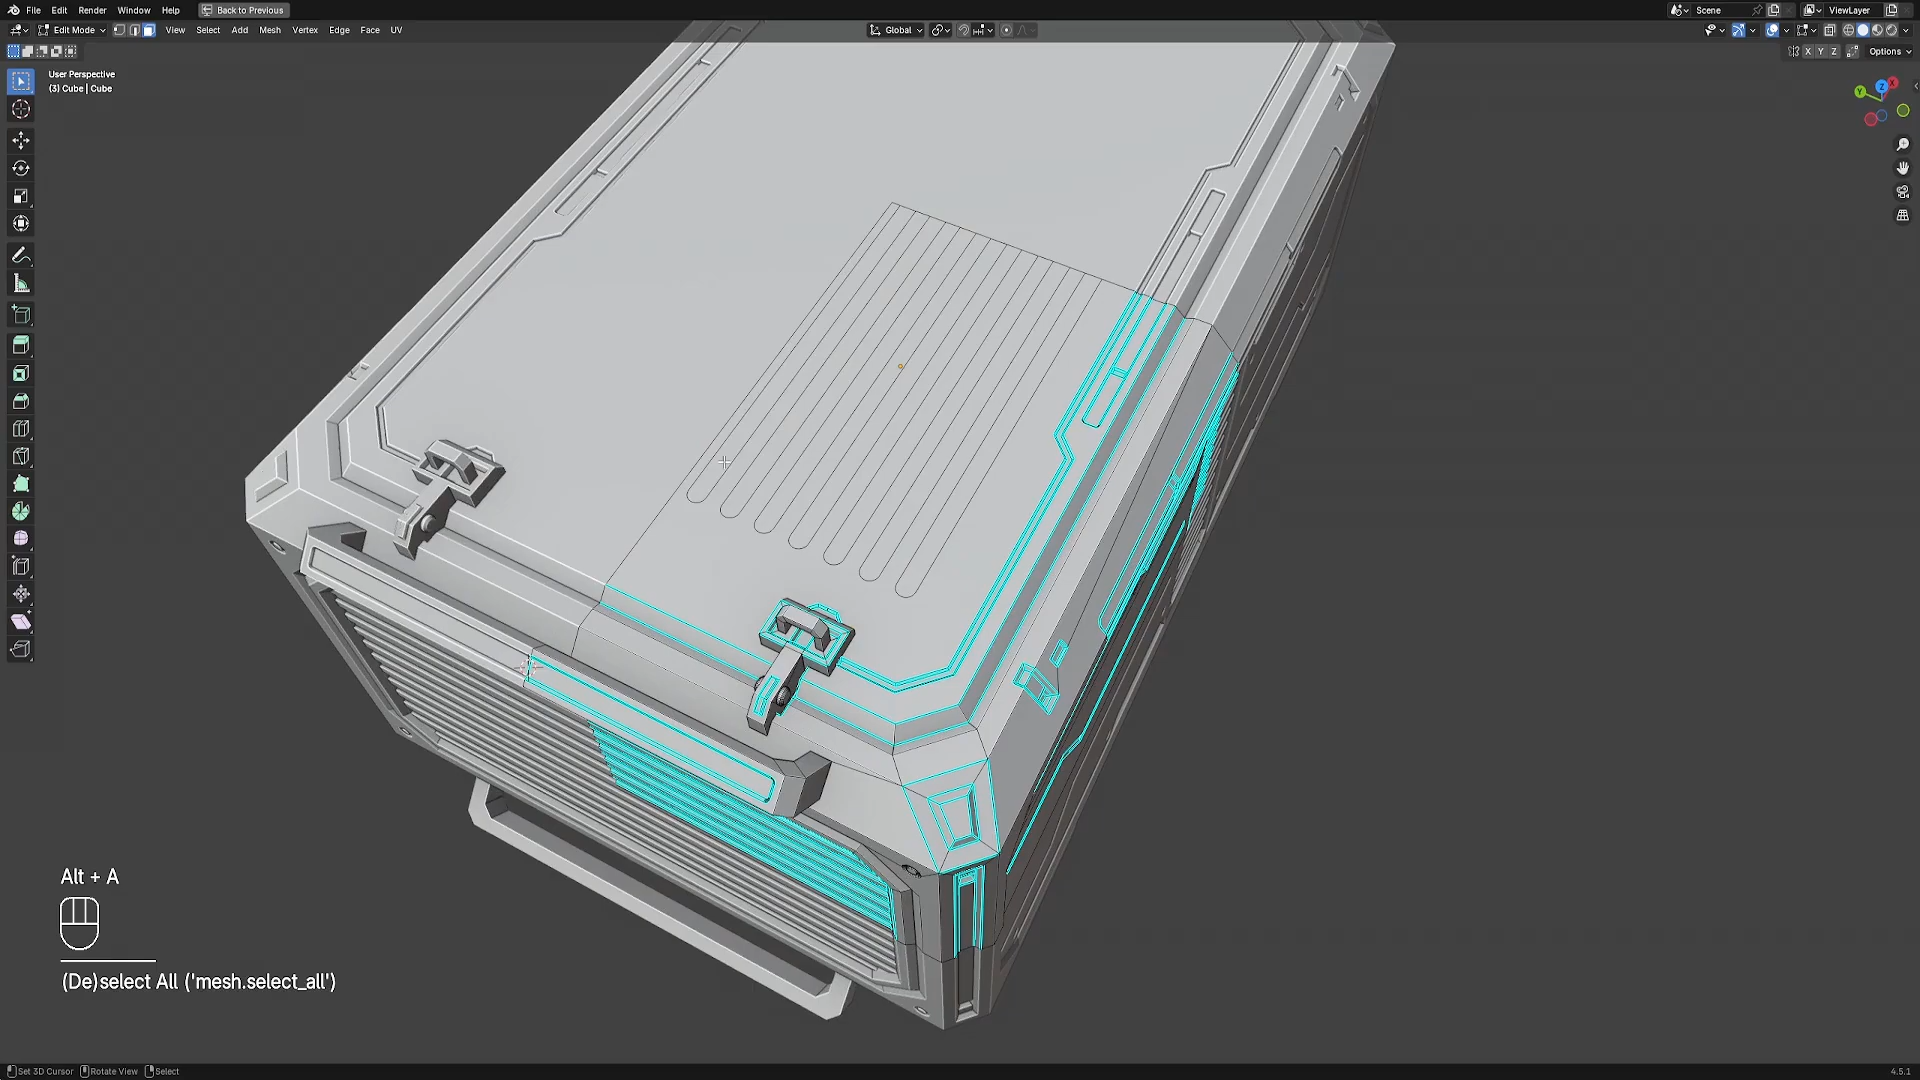 File Edit Render Window Help Back to Previous Scene ViewLayer
Edit Mode View Select Add Mesh Vertex Edge Face UV Global
X Y Z Options
User Perspective
(3) Cube | Cube
Z X Y
Alt + A
(De)select All ('mesh.select_all')
Set 3D Cursor Rotate View Select 4.5.1